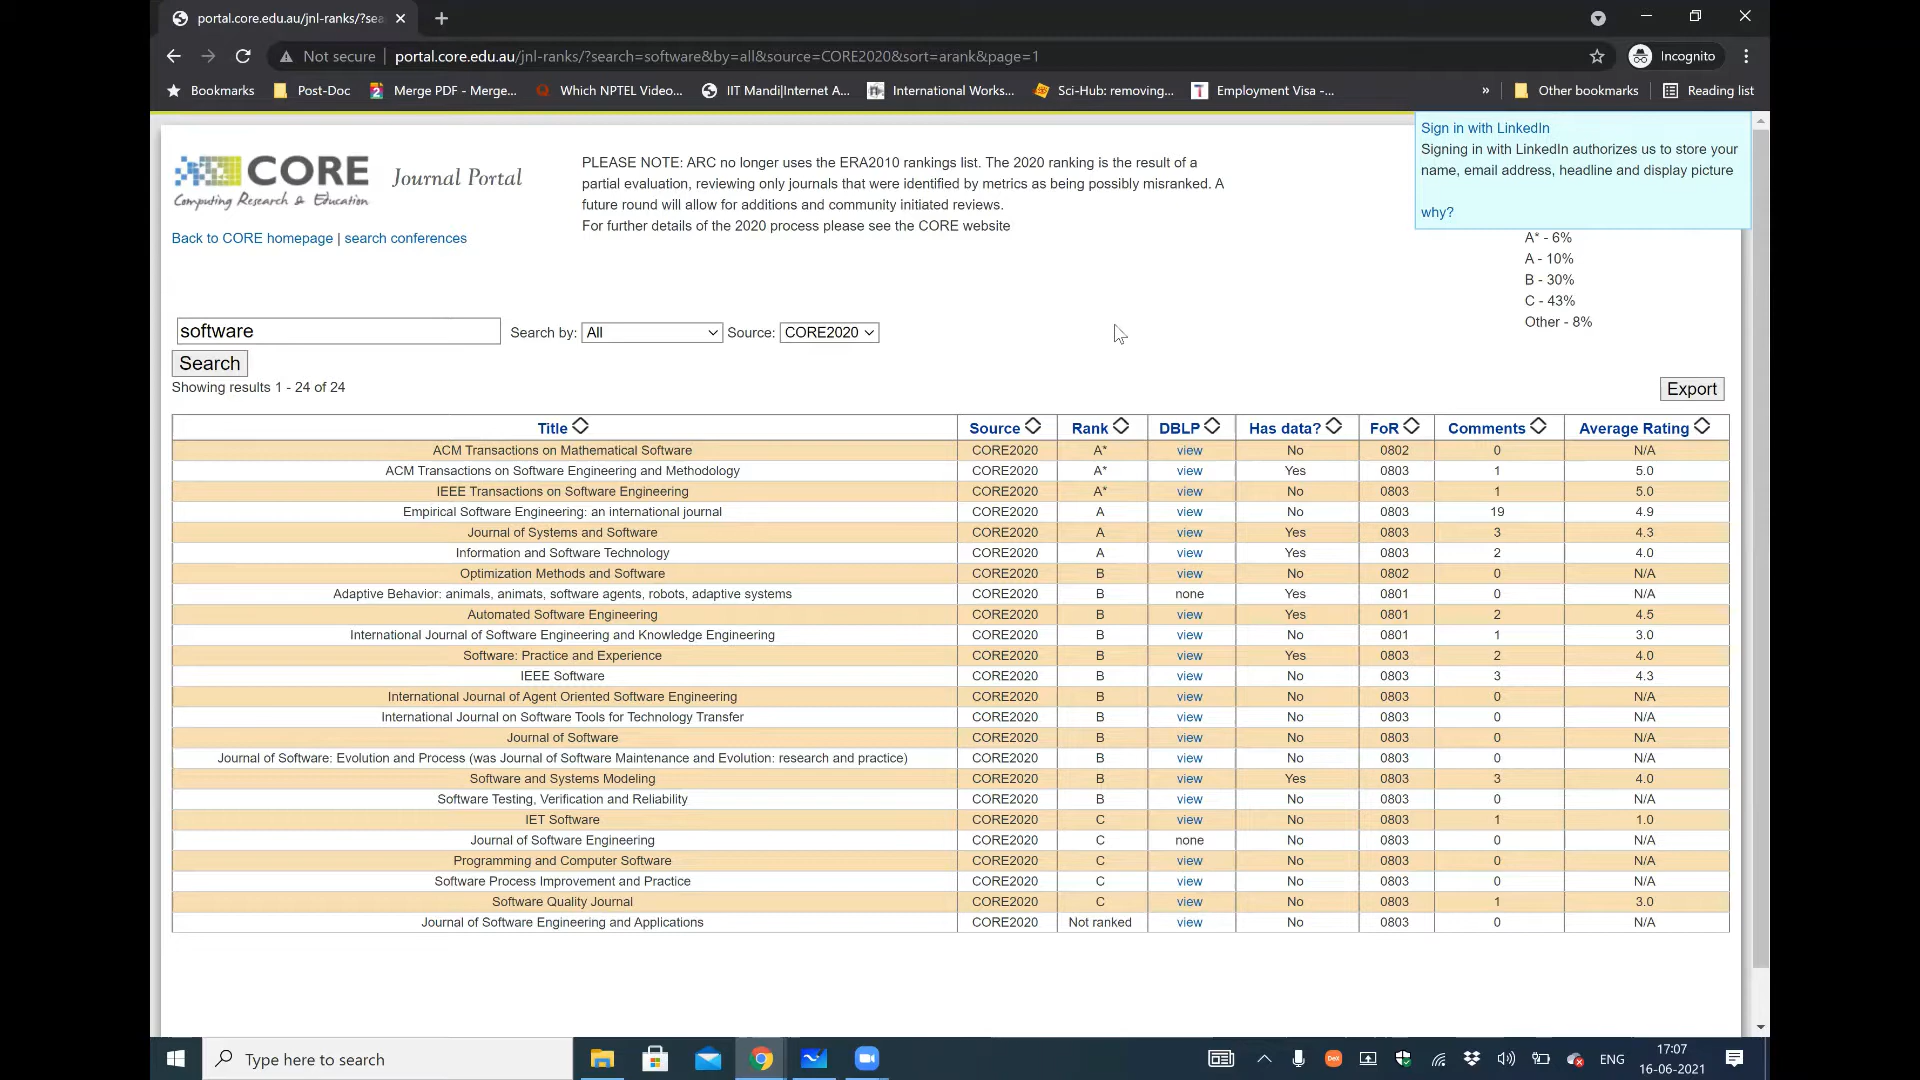 portal.core.edu.au/jnl-ranks/?sea
Not secure
portal.core.edu.au/jnl-ranks/?search=software&by=all&source=CORE2020&sort=arank&page=1
Incognito
Bookmarks
Post-Doc
Merge PDF - Merge...
Which NPTEL Video...
IIT Mandi|Internet A...
International Works...
Sci-Hub: removing...
Employment Visa -...
»
Other bookmarks
Reading list
CORE
Computing Research & Education
Journal Portal
PLEASE NOTE: ARC no longer uses the ERA2010 rankings list. The 2020 ranking is the result of a
partial evaluation, reviewing only journals that were identified by metrics as being possibly misranked. A
future round will allow for additions and community initiated reviews.
For further details of the 2020 process please see the CORE website
Sign in with LinkedIn
Signing in with LinkedIn authorizes us to store your
name, email address, headline and display picture
why?
Back to CORE homepage | search conferences
A* - 6%
A - 10%
B - 30%
C - 43%
Other - 8%
software Search by: All Source: CORE2020
Search
Showing results 1 - 24 of 24
Export
Title Source Rank DBLP Has data? FoR Comments Average Rating
ACM Transactions on Mathematical Software CORE2020 A* view No 0802 0 N/A
ACM Transactions on Software Engineering and Methodology CORE2020 A* view Yes 0803 1 5.0
IEEE Transactions on Software Engineering CORE2020 A* view No 0803 1 5.0
Empirical Software Engineering: an international journal CORE2020 A view No 0803 19 4.9
Journal of Systems and Software CORE2020 A view Yes 0803 3 4.3
Information and Software Technology CORE2020 A view Yes 0803 2 4.0
Optimization Methods and Software CORE2020 B view No 0802 0 N/A
Adaptive Behavior: animals, animats, software agents, robots, adaptive systems CORE2020 B none Yes 0801 0 N/A
Automated Software Engineering CORE2020 B view Yes 0801 2 4.5
International Journal of Software Engineering and Knowledge Engineering CORE2020 B view No 0801 1 3.0
Software: Practice and Experience CORE2020 B view Yes 0803 2 4.0
IEEE Software CORE2020 B view No 0803 3 4.3
International Journal of Agent Oriented Software Engineering CORE2020 B view No 0803 0 N/A
International Journal on Software Tools for Technology Transfer CORE2020 B view No 0803 0 N/A
Journal of Software CORE2020 B view No 0803 0 N/A
Journal of Software: Evolution and Process (was Journal of Software Maintenance and Evolution: research and practice) CORE2020 B view No 0803 0 N/A
Software and Systems Modeling CORE2020 B view Yes 0803 3 4.0
Software Testing, Verification and Reliability CORE2020 B view No 0803 0 N/A
IET Software CORE2020 C view No 0803 1 1.0
Journal of Software Engineering CORE2020 C none No 0803 0 N/A
Programming and Computer Software CORE2020 C view No 0803 0 N/A
Software Process Improvement and Practice CORE2020 C view No 0803 0 N/A
Software Quality Journal CORE2020 C view No 0803 1 3.0
Journal of Software Engineering and Applications CORE2020 Not ranked view No 0803 0 N/A
Type here to search
ENG
17:07
16-06-2021